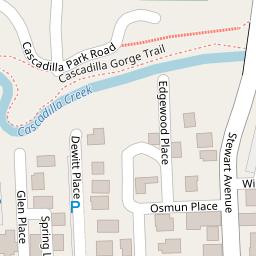 Cascadilla Park Road
Cascadilla Gorge Trail
Cascadilla Creek
Edgewood Place
Stewart Avenue
Dewitt Place
Glen Place
Spring L
Osmun Place
Wi
P